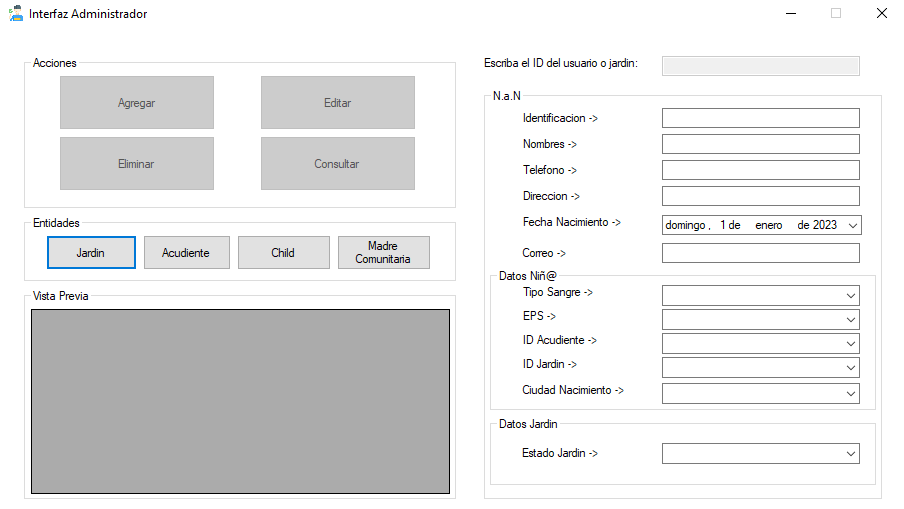 Interfaz Administrador
Acciones
Agregar
Editar
Eliminar
Consultar
Entidades
Jardin
Acudiente
Child
Madre
Comunitaria
Vista Previa
Escriba el ID del usuario o jardin:
N.a.N
Identificacion ->
Nombres ->
Telefono ->
Direccion ->
Fecha Nacimiento ->
domingo , 1 de enero de 2023
Correo ->
Datos Niñ@
Tipo Sangre ->
EPS ->
ID Acudiente ->
ID Jardin ->
Ciudad Nacimiento ->
Datos Jardin
Estado Jardin ->